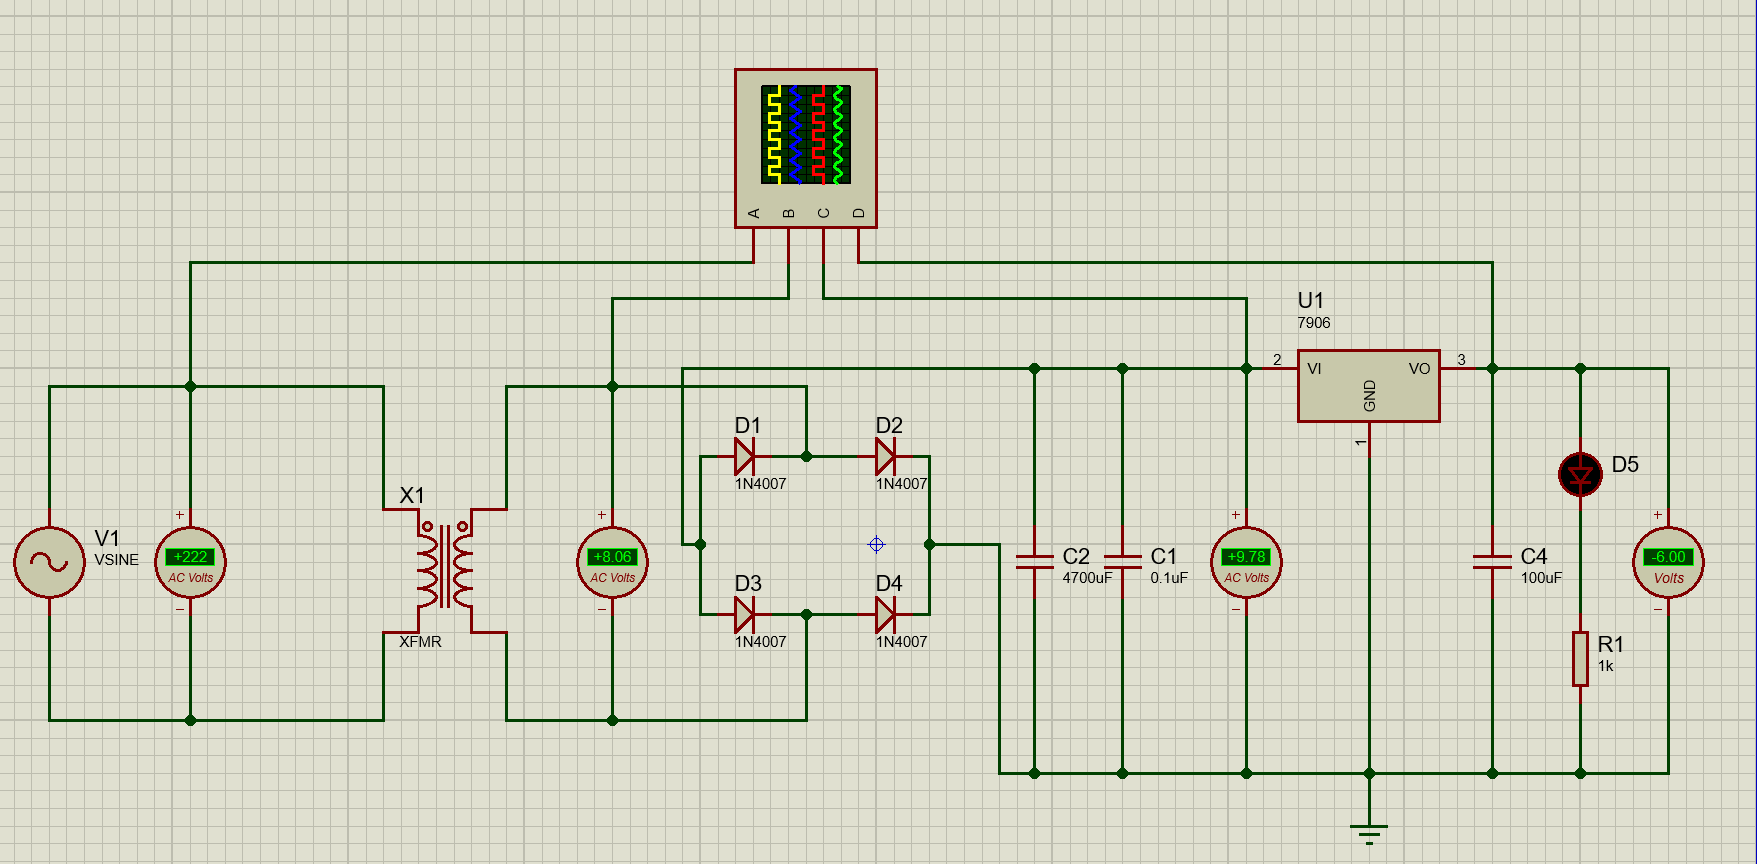 A B C D
U1
7906
2
VI
VO
3
GND
1
D1
1N4007
D2
1N4007
D3
1N4007
D4
1N4007
X1
XFMR
V1
VSINE
+
+222
AC Volts
−
+
+8.06
AC Volts
−
C2
4700uF
C1
0.1uF
+
+9.78
AC Volts
−
C4
100uF
D5
R1
1k
+
-6.00
Volts
−